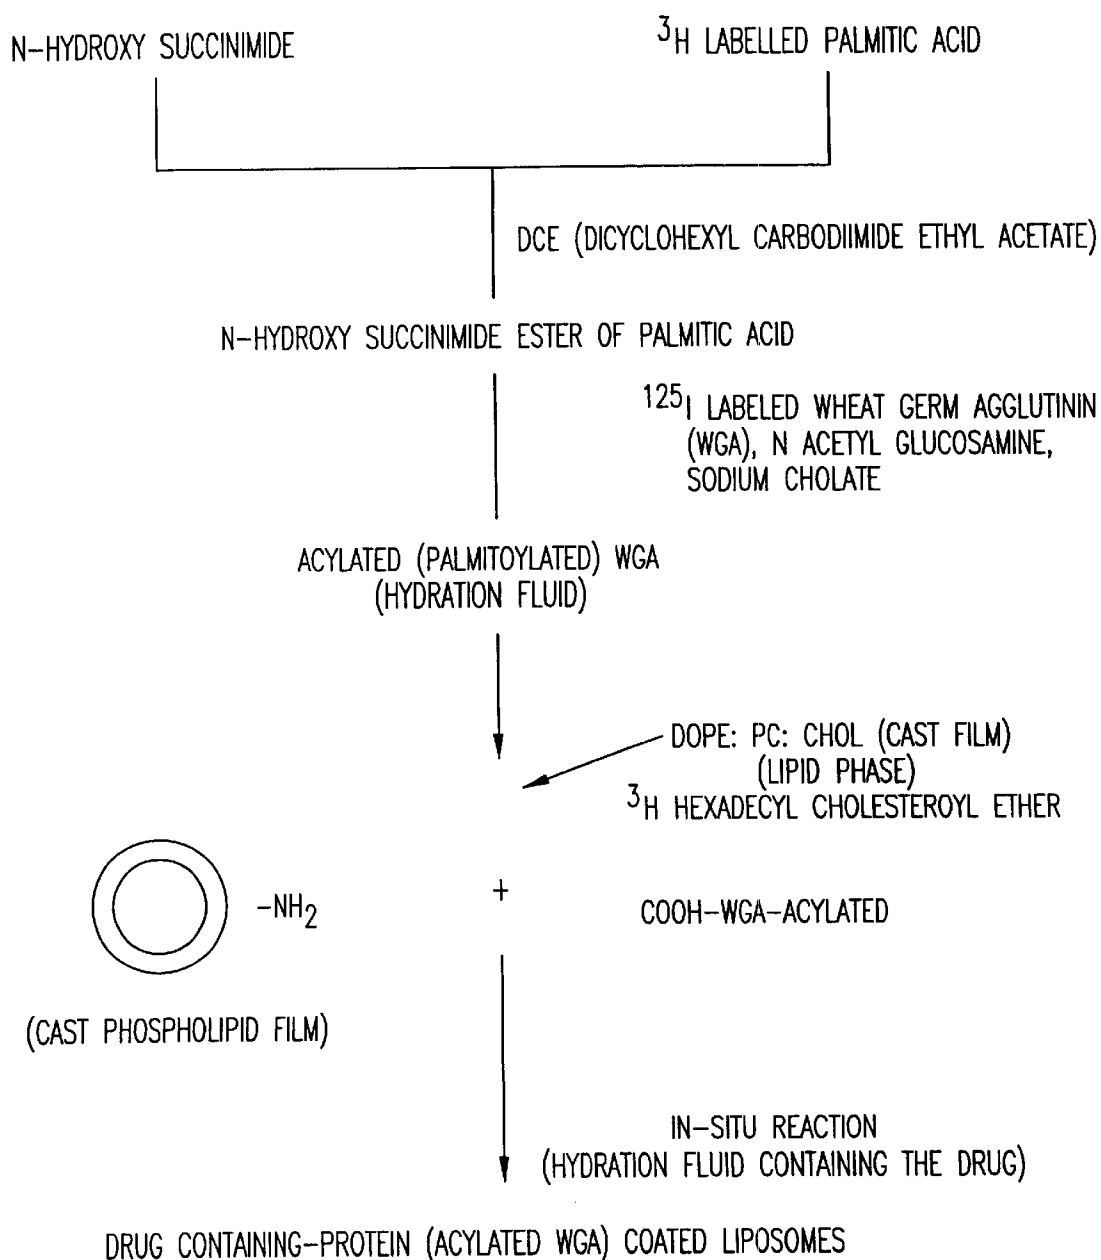 N-HYDROXY SUCCINIMIDE
³H LABELLED PALMITIC ACID
DCE (DICYCLOHEXYL CARBODIIMIDE ETHYL ACETATE)
N-HYDROXY SUCCINIMIDE ESTER OF PALMITIC ACID
¹²⁵I LABELED WHEAT GERM AGGLUTININ
(WGA), N ACETYL GLUCOSAMINE,
SODIUM CHOLATE
ACYLATED (PALMITOYLATED) WGA
(HYDRATION FLUID)
DOPE: PC: CHOL (CAST FILM)
(LIPID PHASE)
³H HEXADECYL CHOLESTEROYL ETHER
-NH₂
+
COOH-WGA-ACYLATED
(CAST PHOSPHOLIPID FILM)
IN-SITU REACTION
(HYDRATION FLUID CONTAINING THE DRUG)
DRUG CONTAINING-PROTEIN (ACYLATED WGA) COATED LIPOSOMES